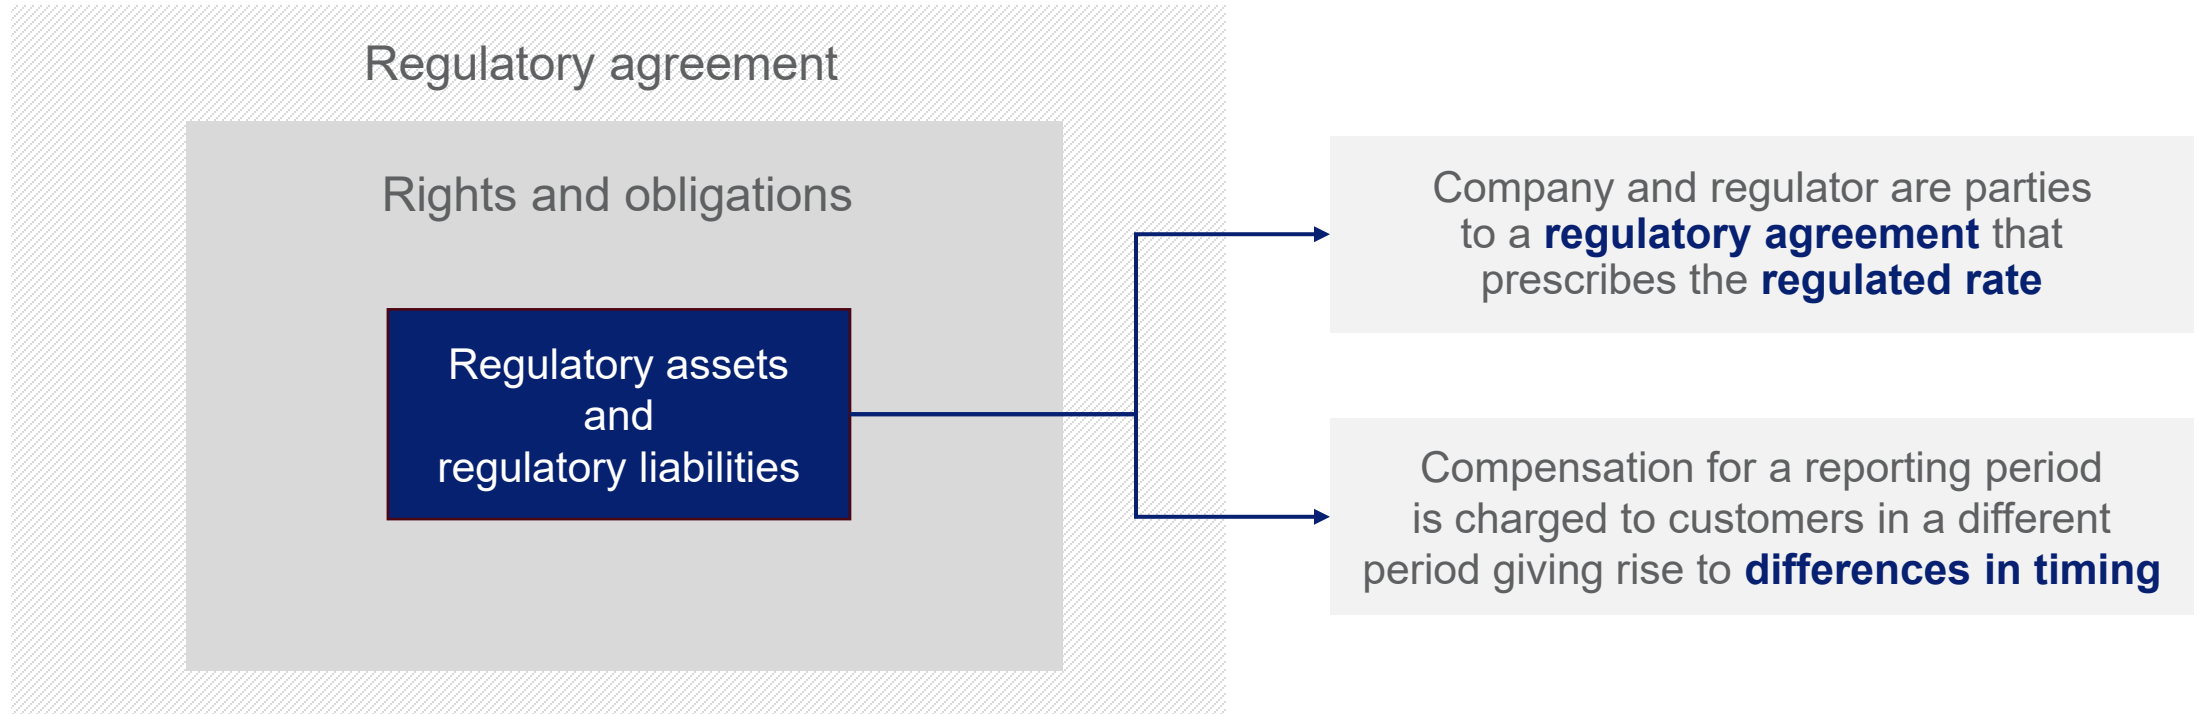 Regulatory agreement
Rights and obligations
Regulatory assets
and
regulatory liabilities
Company and regulator are parties
to a regulatory agreement that
prescribes the regulated rate
Compensation for a reporting period
is charged to customers in a different
period giving rise to differences in timing